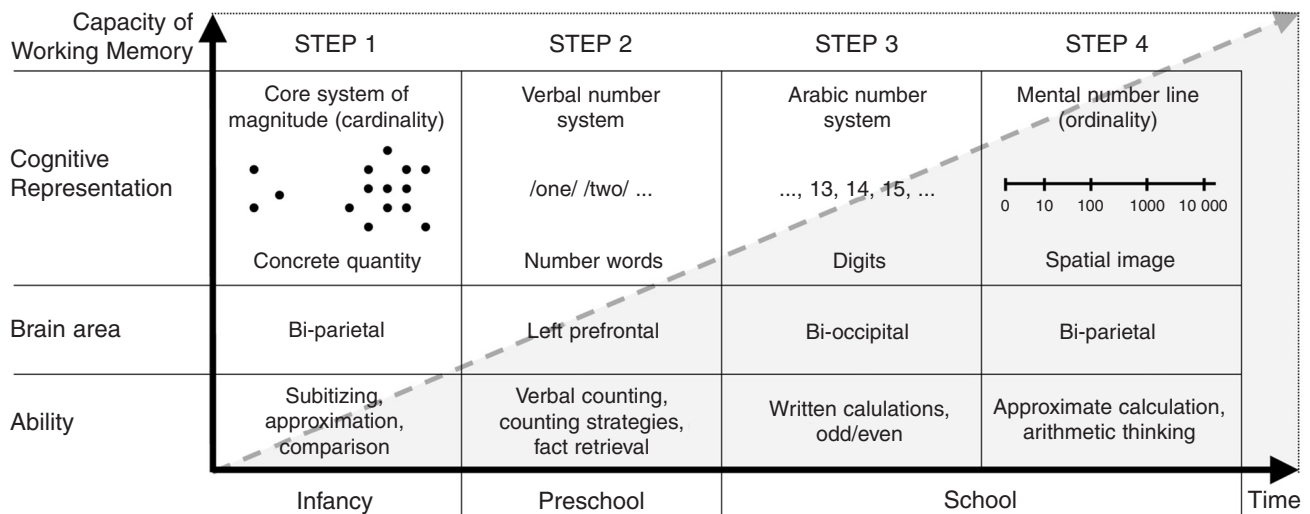 Capacity of
Working Memory
STEP 1
STEP 2
STEP 3
STEP 4
Time
Cognitive
Representation
Core system of
magnitude (cardinality)
Concrete quantity
Verbal number
system
/one/ /two/ ...
Number words
Arabic number
system
..., 13, 14, 15, ...
Digits
Mental number line
(ordinality)
0 10 100 1000 10 000
Spatial image
Brain area
Bi-parietal
Left prefrontal
Bi-occipital
Bi-parietal
Ability
Subitizing,
approximation,
comparison
Verbal counting,
counting strategies,
fact retrieval
Written calulations,
odd/even
Approximate calculation,
arithmetic thinking
Infancy
Preschool
School
Time